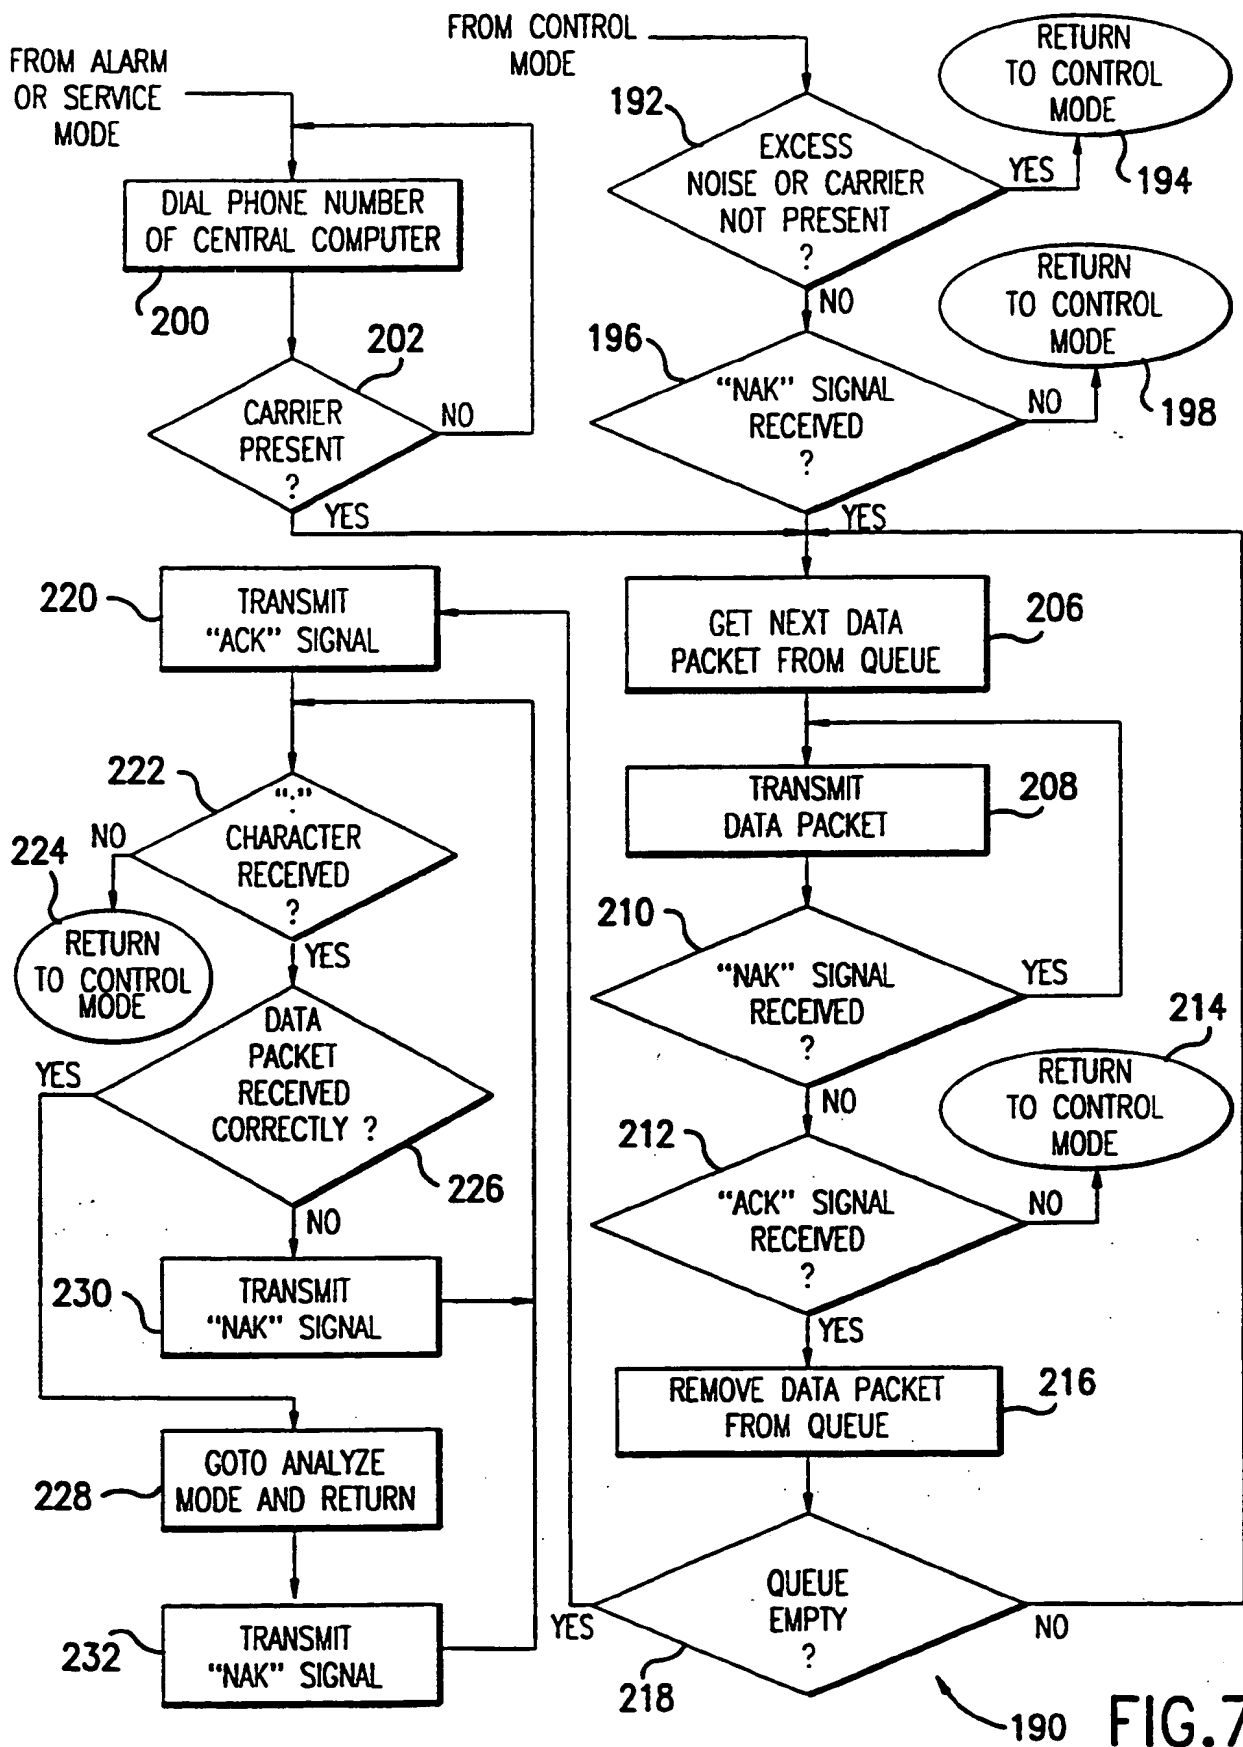 FROM ALARM
OR SERVICE
MODE
FROM CONTROL
MODE
RETURN
TO CONTROL
MODE
194
192
EXCESS
NOISE OR CARRIER
NOT PRESENT
?
YES
NO
DIAL PHONE NUMBER
OF CENTRAL COMPUTER
200
202
CARRIER
PRESENT
?
NO
YES
196
"NAK" SIGNAL
RECEIVED
?
NO
YES
RETURN
TO CONTROL
MODE
198
220
TRANSMIT
"ACK" SIGNAL
GET NEXT DATA
PACKET FROM QUEUE
206
222
":"
CHARACTER
RECEIVED
?
NO
YES
224
RETURN
TO CONTROL
MODE
TRANSMIT
DATA PACKET
208
210
"NAK" SIGNAL
RECEIVED
?
YES
NO
DATA
PACKET
RECEIVED
CORRECTLY ?
YES
226
NO
212
"ACK" SIGNAL
RECEIVED
?
NO
YES
214
RETURN
TO CONTROL
MODE
230
TRANSMIT
"NAK" SIGNAL
REMOVE DATA PACKET
FROM QUEUE
216
228
GOTO ANALYZE
MODE AND RETURN
232
TRANSMIT
"NAK" SIGNAL
QUEUE
EMPTY
?
YES
NO
218
190
FIG.7